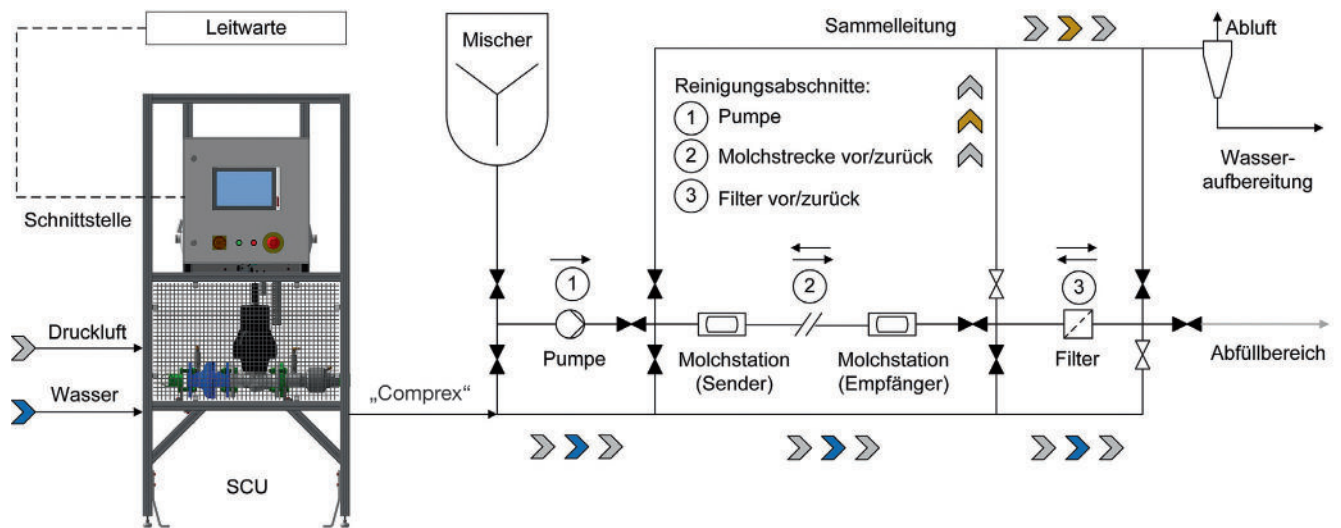 Leitwarte
Schnittstelle
Druckluft
Wasser
SCU
„Comprex“
Mischer
Sammelleitung
Abluft
Wasser-
aufbereitung
Reinigungsabschnitte:
1 Pumpe
2 Molchstrecke vor/zurück
3 Filter vor/zurück
1
2
3
Pumpe
Molchstation
(Sender)
Molchstation
(Empfänger)
Filter
Abfüllbereich